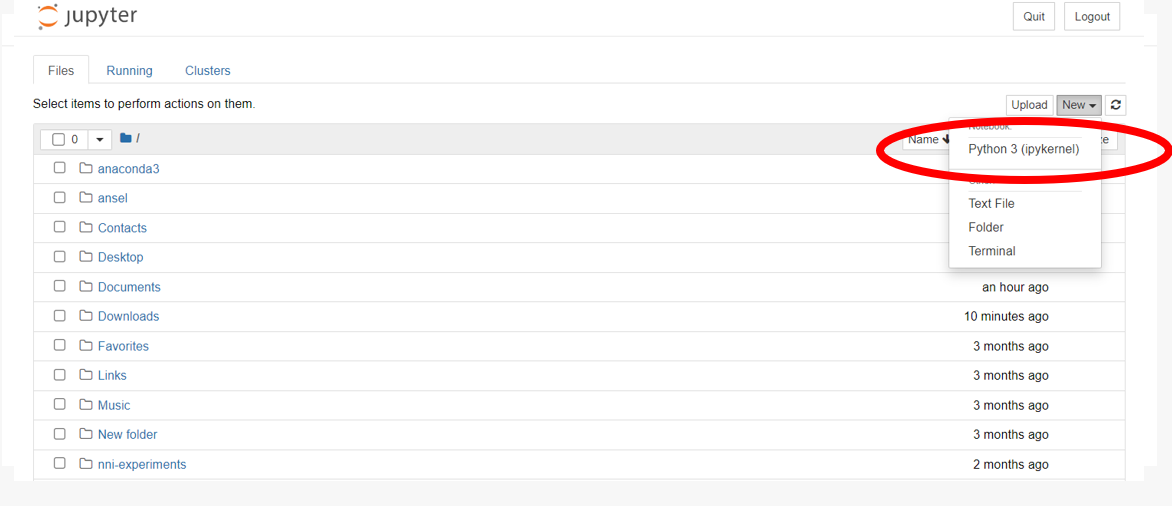 jupyter
Quit Logout
Files Running Clusters
Select items to perform actions on them.
Upload New
0 / Name
Notebook:
Python 3 (ipykernel)
Text File
Folder
Terminal
anaconda3
ansel
Contacts
Desktop
Documents an hour ago
Downloads 10 minutes ago
Favorites 3 months ago
Links 3 months ago
Music 3 months ago
New folder 3 months ago
nni-experiments 2 months ago